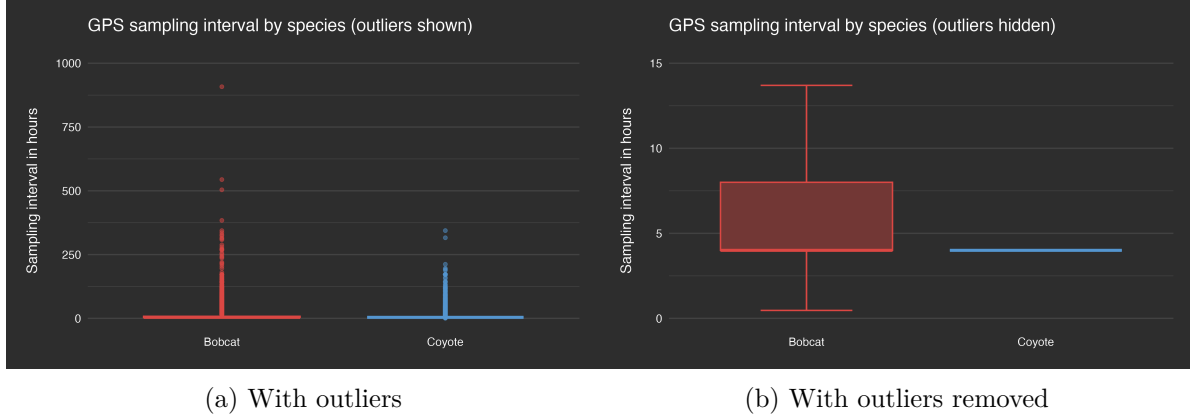 GPS sampling interval by species (outliers shown)
Sampling interval in hours
1000
750
500
250
0
Bobcat
Coyote
(a) With outliers
GPS sampling interval by species (outliers hidden)
Sampling interval in hours
15
10
5
0
Bobcat
Coyote
(b) With outliers removed